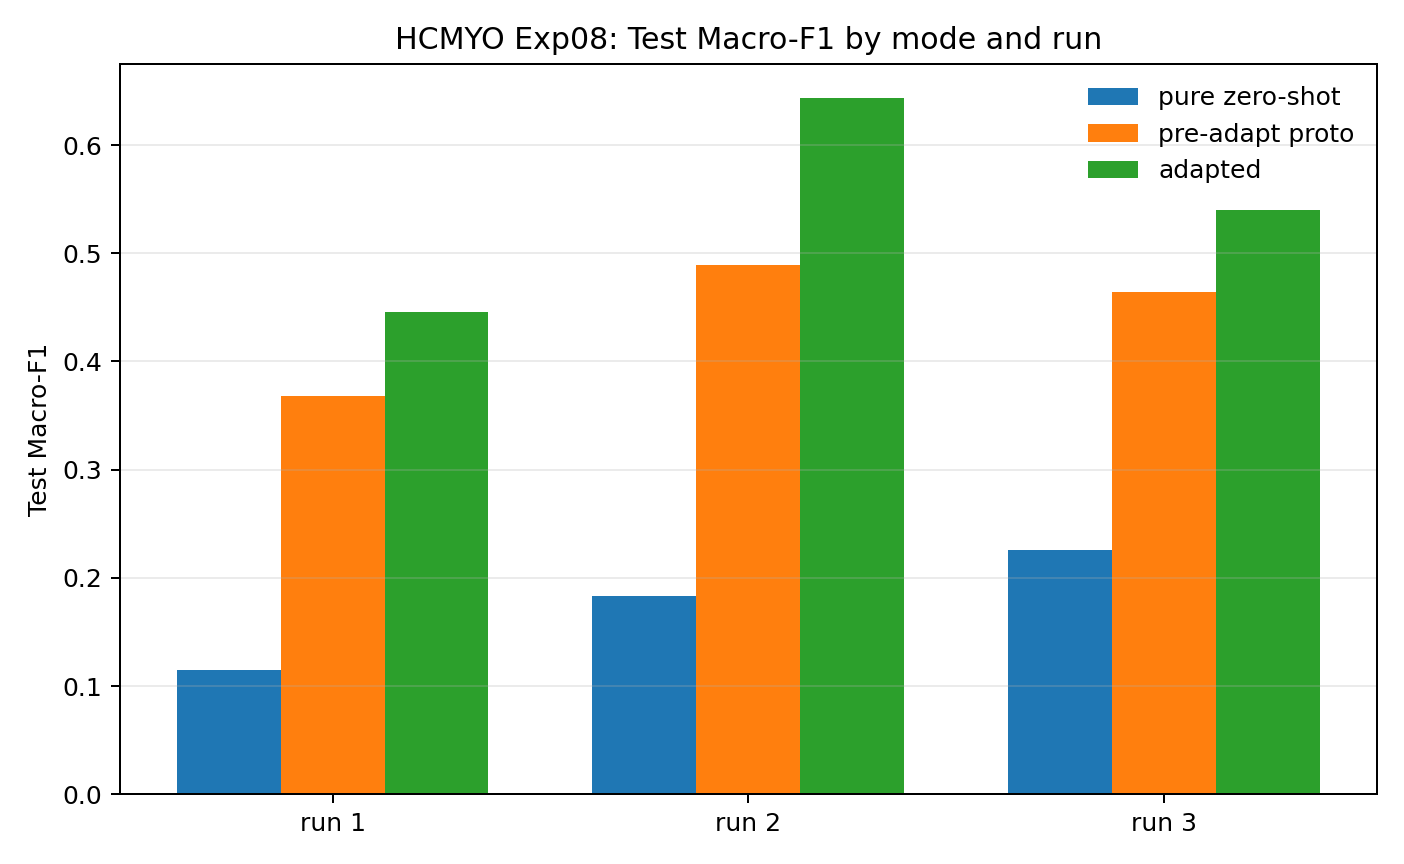 HCMYO Exp08: Test Macro-F1 by mode and run
pure zero-shot
pre-adapt proto
adapted
Test Macro-F1
0.6
0.5
0.4
0.3
0.2
0.1
0.0
run 1
run 2
run 3